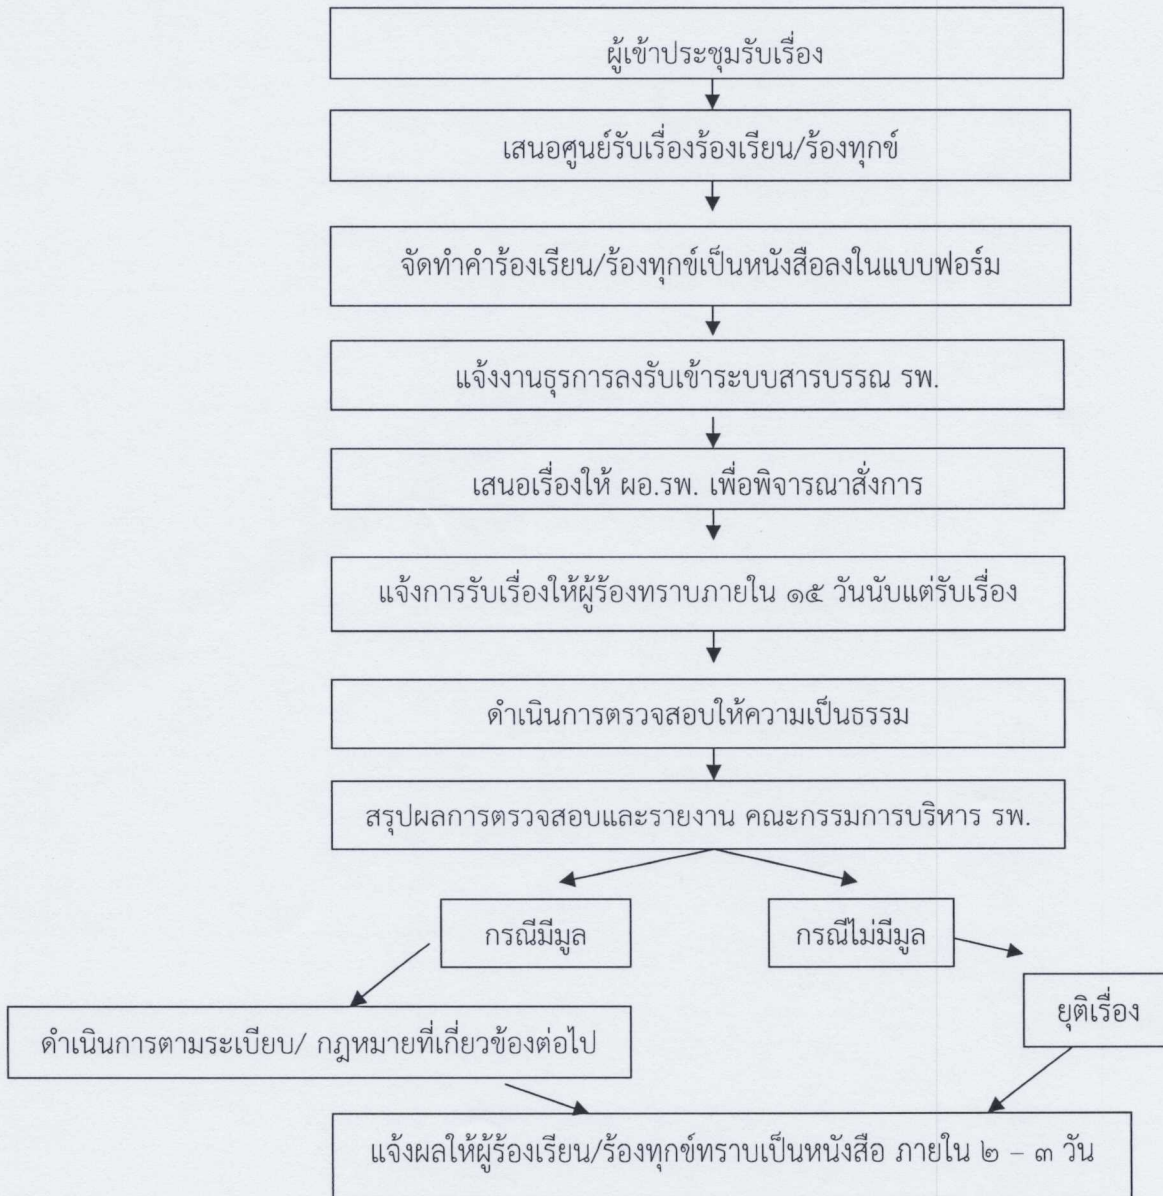 ผู้เข้าประชุมรับเรื่อง
เสนอศูนย์รับเรื่องร้องเรียน/ร้องทุกข์
จัดทำคำร้องเรียน/ร้องทุกข์เป็นหนังสือลงในแบบฟอร์ม
แจ้งงานธุรการลงรับเข้าระบบสารบรรณ รพ.
เสนอเรื่องให้ ผอ.รพ. เพื่อพิจารณาสั่งการ
แจ้งการรับเรื่องให้ผู้ร้องทราบภายใน ๑๕ วันนับแต่รับเรื่อง
ดำเนินการตรวจสอบให้ความเป็นธรรม
สรุปผลการตรวจสอบและรายงาน คณะกรรมการบริหาร รพ.
กรณีมีมูล
กรณีไม่มีมูล
ยุติเรื่อง
ดำเนินการตามระเบียบ/ กฎหมายที่เกี่ยวข้องต่อไป
แจ้งผลให้ผู้ร้องเรียน/ร้องทุกข์ทราบเป็นหนังสือ ภายใน ๒ – ๓ วัน